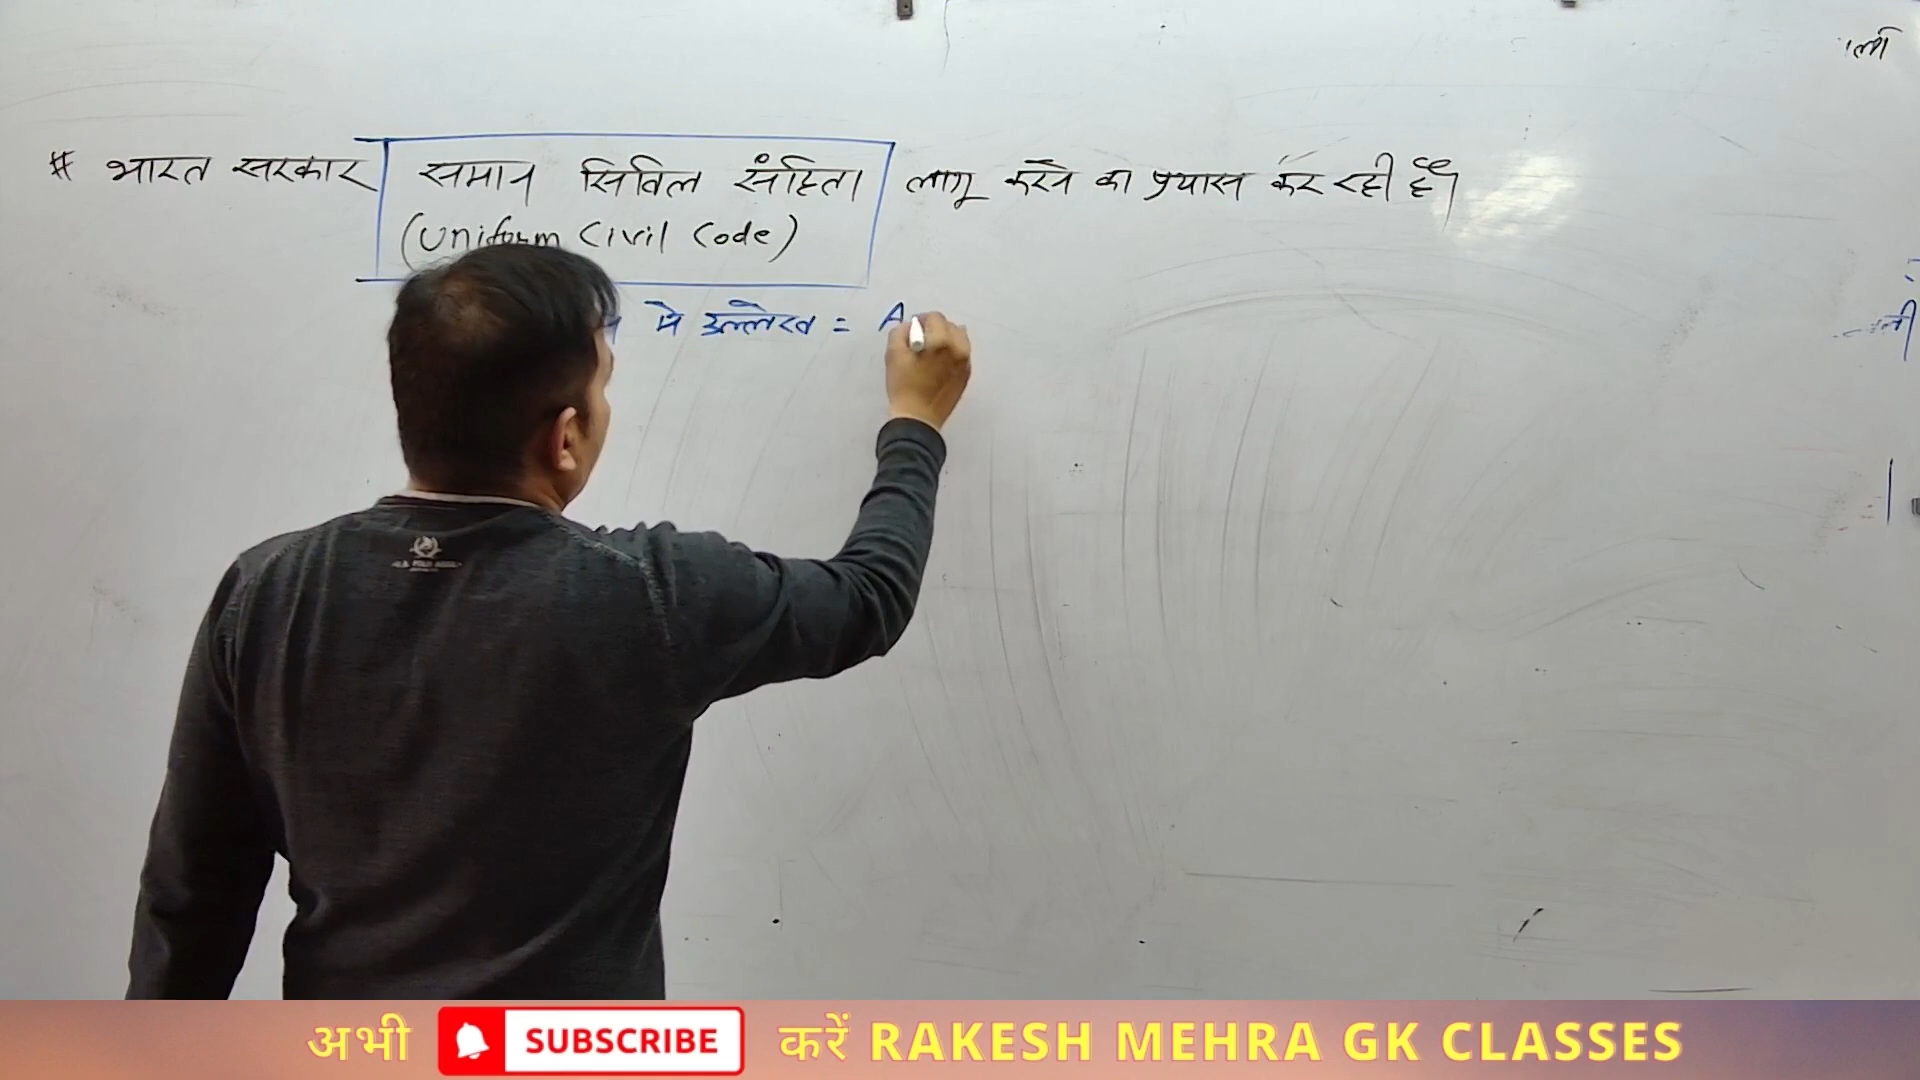 # भारत सरकार समान सिविल संहिता लागू करने का प्रयास कर रही है।
(Uniform Civil Code)
में उल्लेख = A
अभी SUBSCRIBE करें RAKESH MEHRA GK CLASSES